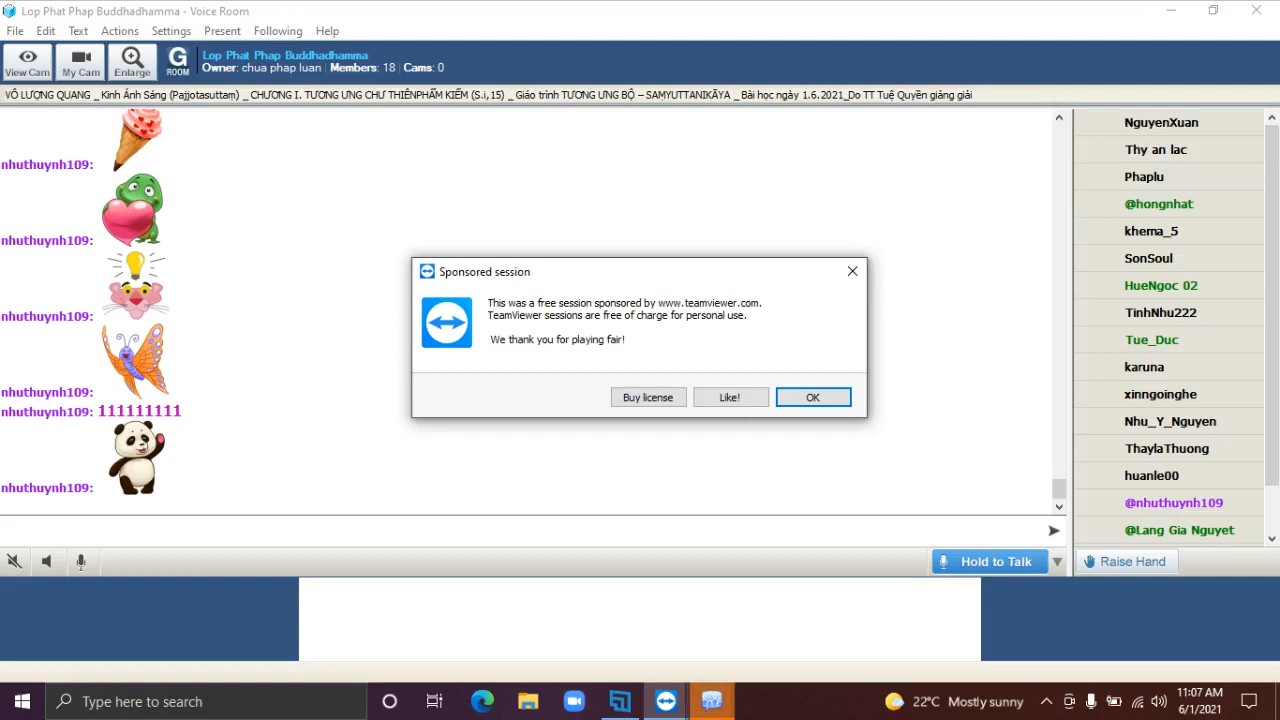 Lop Phat Phap Buddhadhamma - Voice Room
File Edit Text Actions Settings Present Following Help
View Cam
My Cam
Enlarge
G ROOM
Lop Phat Phap Buddhadhamma
Owner: chua phap luan | Members: 18 | Cams: 0
VÔ LƯỢNG QUANG _Kinh Ánh Sáng (Pajjotasuttam) _CHƯƠNG I. TƯƠNG ƯNG CHƯ THIÊNPHẨM KIẾM (S.i,15) _Giáo trình TƯƠNG ƯNG BỘ – SAṂYUTTANIKĀYA _Bài học ngày 1.6.2021_Do TT Tuệ Quyền giảng giải
nhuthuynh109:
nhuthuynh109:
nhuthuynh109:
nhuthuynh109:
nhuthuynh109: 111111111
nhuthuynh109:
Sponsored session
This was a free session sponsored by www.teamviewer.com.
TeamViewer sessions are free of charge for personal use.
We thank you for playing fair!
Buy license
Like!
OK
NguyenXuan
Thy an lac
Phaplu
@hongnhat
khema_5
SonSoul
HueNgoc 02
TinhNhu222
Tue_Duc
karuna
xinngoinghe
Nhu_Y_Nguyen
ThaylaThuong
huanle00
@nhuthuynh109
@Lang Gia Nguyet
Hold to Talk
Raise Hand
Type here to search
22°C Mostly sunny
11:07 AM
6/1/2021